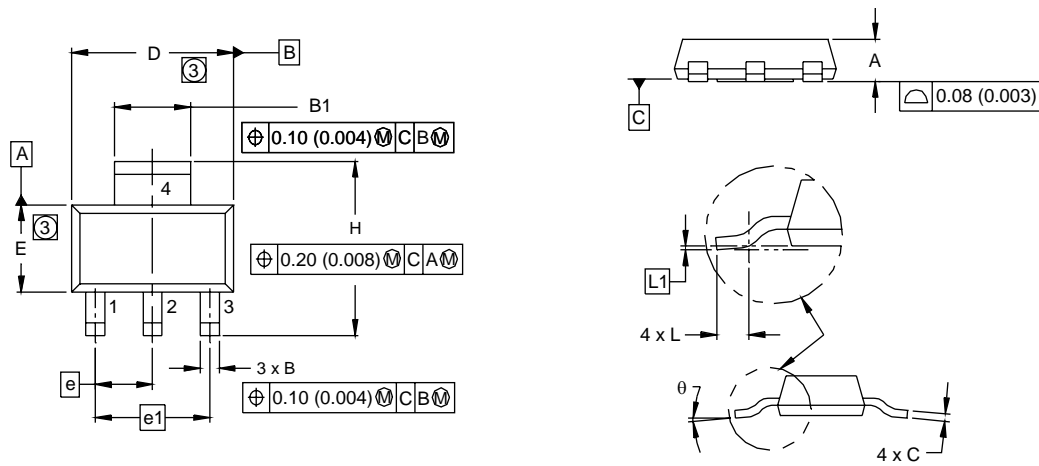 D
B
③
B1
⌖ 0.10 (0.004) Ⓜ C B Ⓜ
A
4
③
E
H
⌖ 0.20 (0.008) Ⓜ C A Ⓜ
1 2 3
3 x B
e
⌖ 0.10 (0.004) Ⓜ C B Ⓜ
e1
A
C
⌓ 0.08 (0.003)
L1
4 x L
θ
4 x C